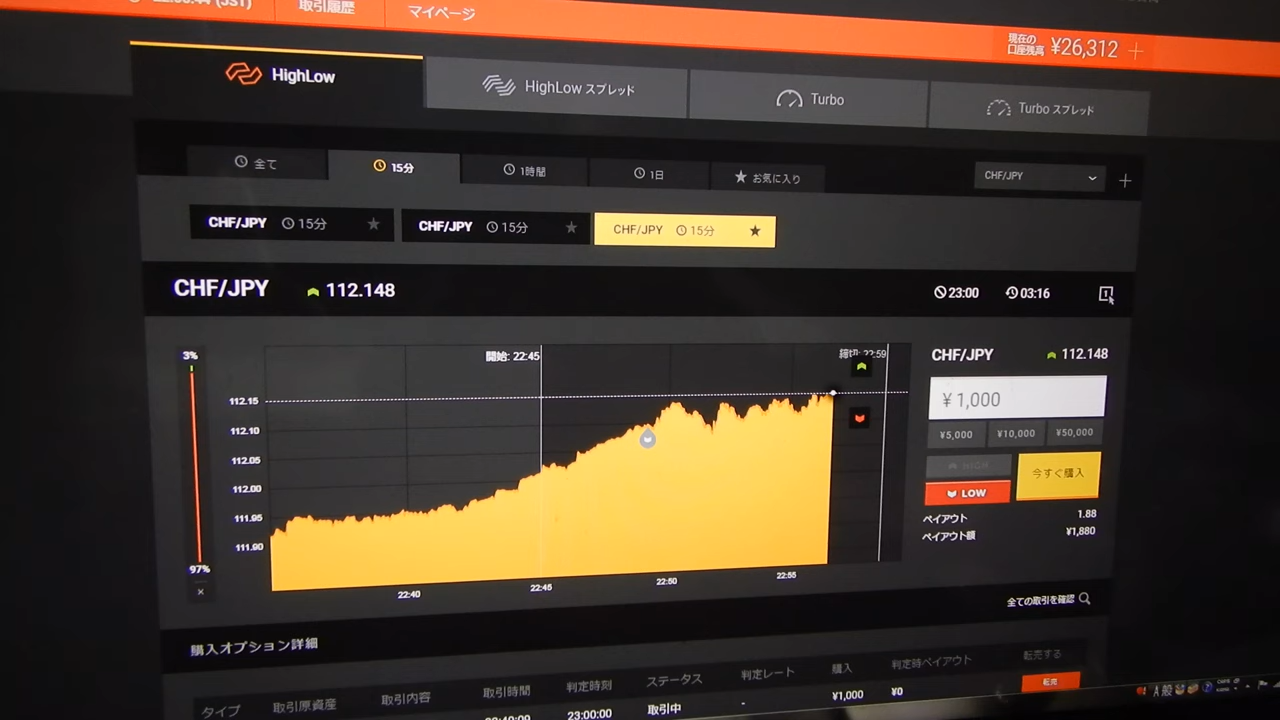 取引履歴
マイページ
現在の
口座残高 ¥26,312
HighLow
HighLow スプレッド
Turbo
Turbo スプレッド
全て
15分
1時間
1日
お気に入り
CHF/JPY
CHF/JPY 15分
CHF/JPY 15分
CHF/JPY 15分
CHF/JPY 112.148
23:00
03:16
3%
97%
開始: 22:45
112.15
112.10
112.05
112.00
111.95
111.90
22:40
22:45
22:50
22:55
CHF/JPY 112.148
¥ 1,000
¥5,000
¥10,000
¥50,000
HIGH
LOW
今すぐ購入
ペイアウト 1.88
ペイアウト額 ¥1,880
全ての取引を確認
購入オプション詳細
タイプ
取引原資産
取引内容
取引時間
判定時刻
ステータス
判定レート
購入
判定時ペイアウト
転売する
23:00:00
取引中
-
¥1,000
¥0
転売
A 般